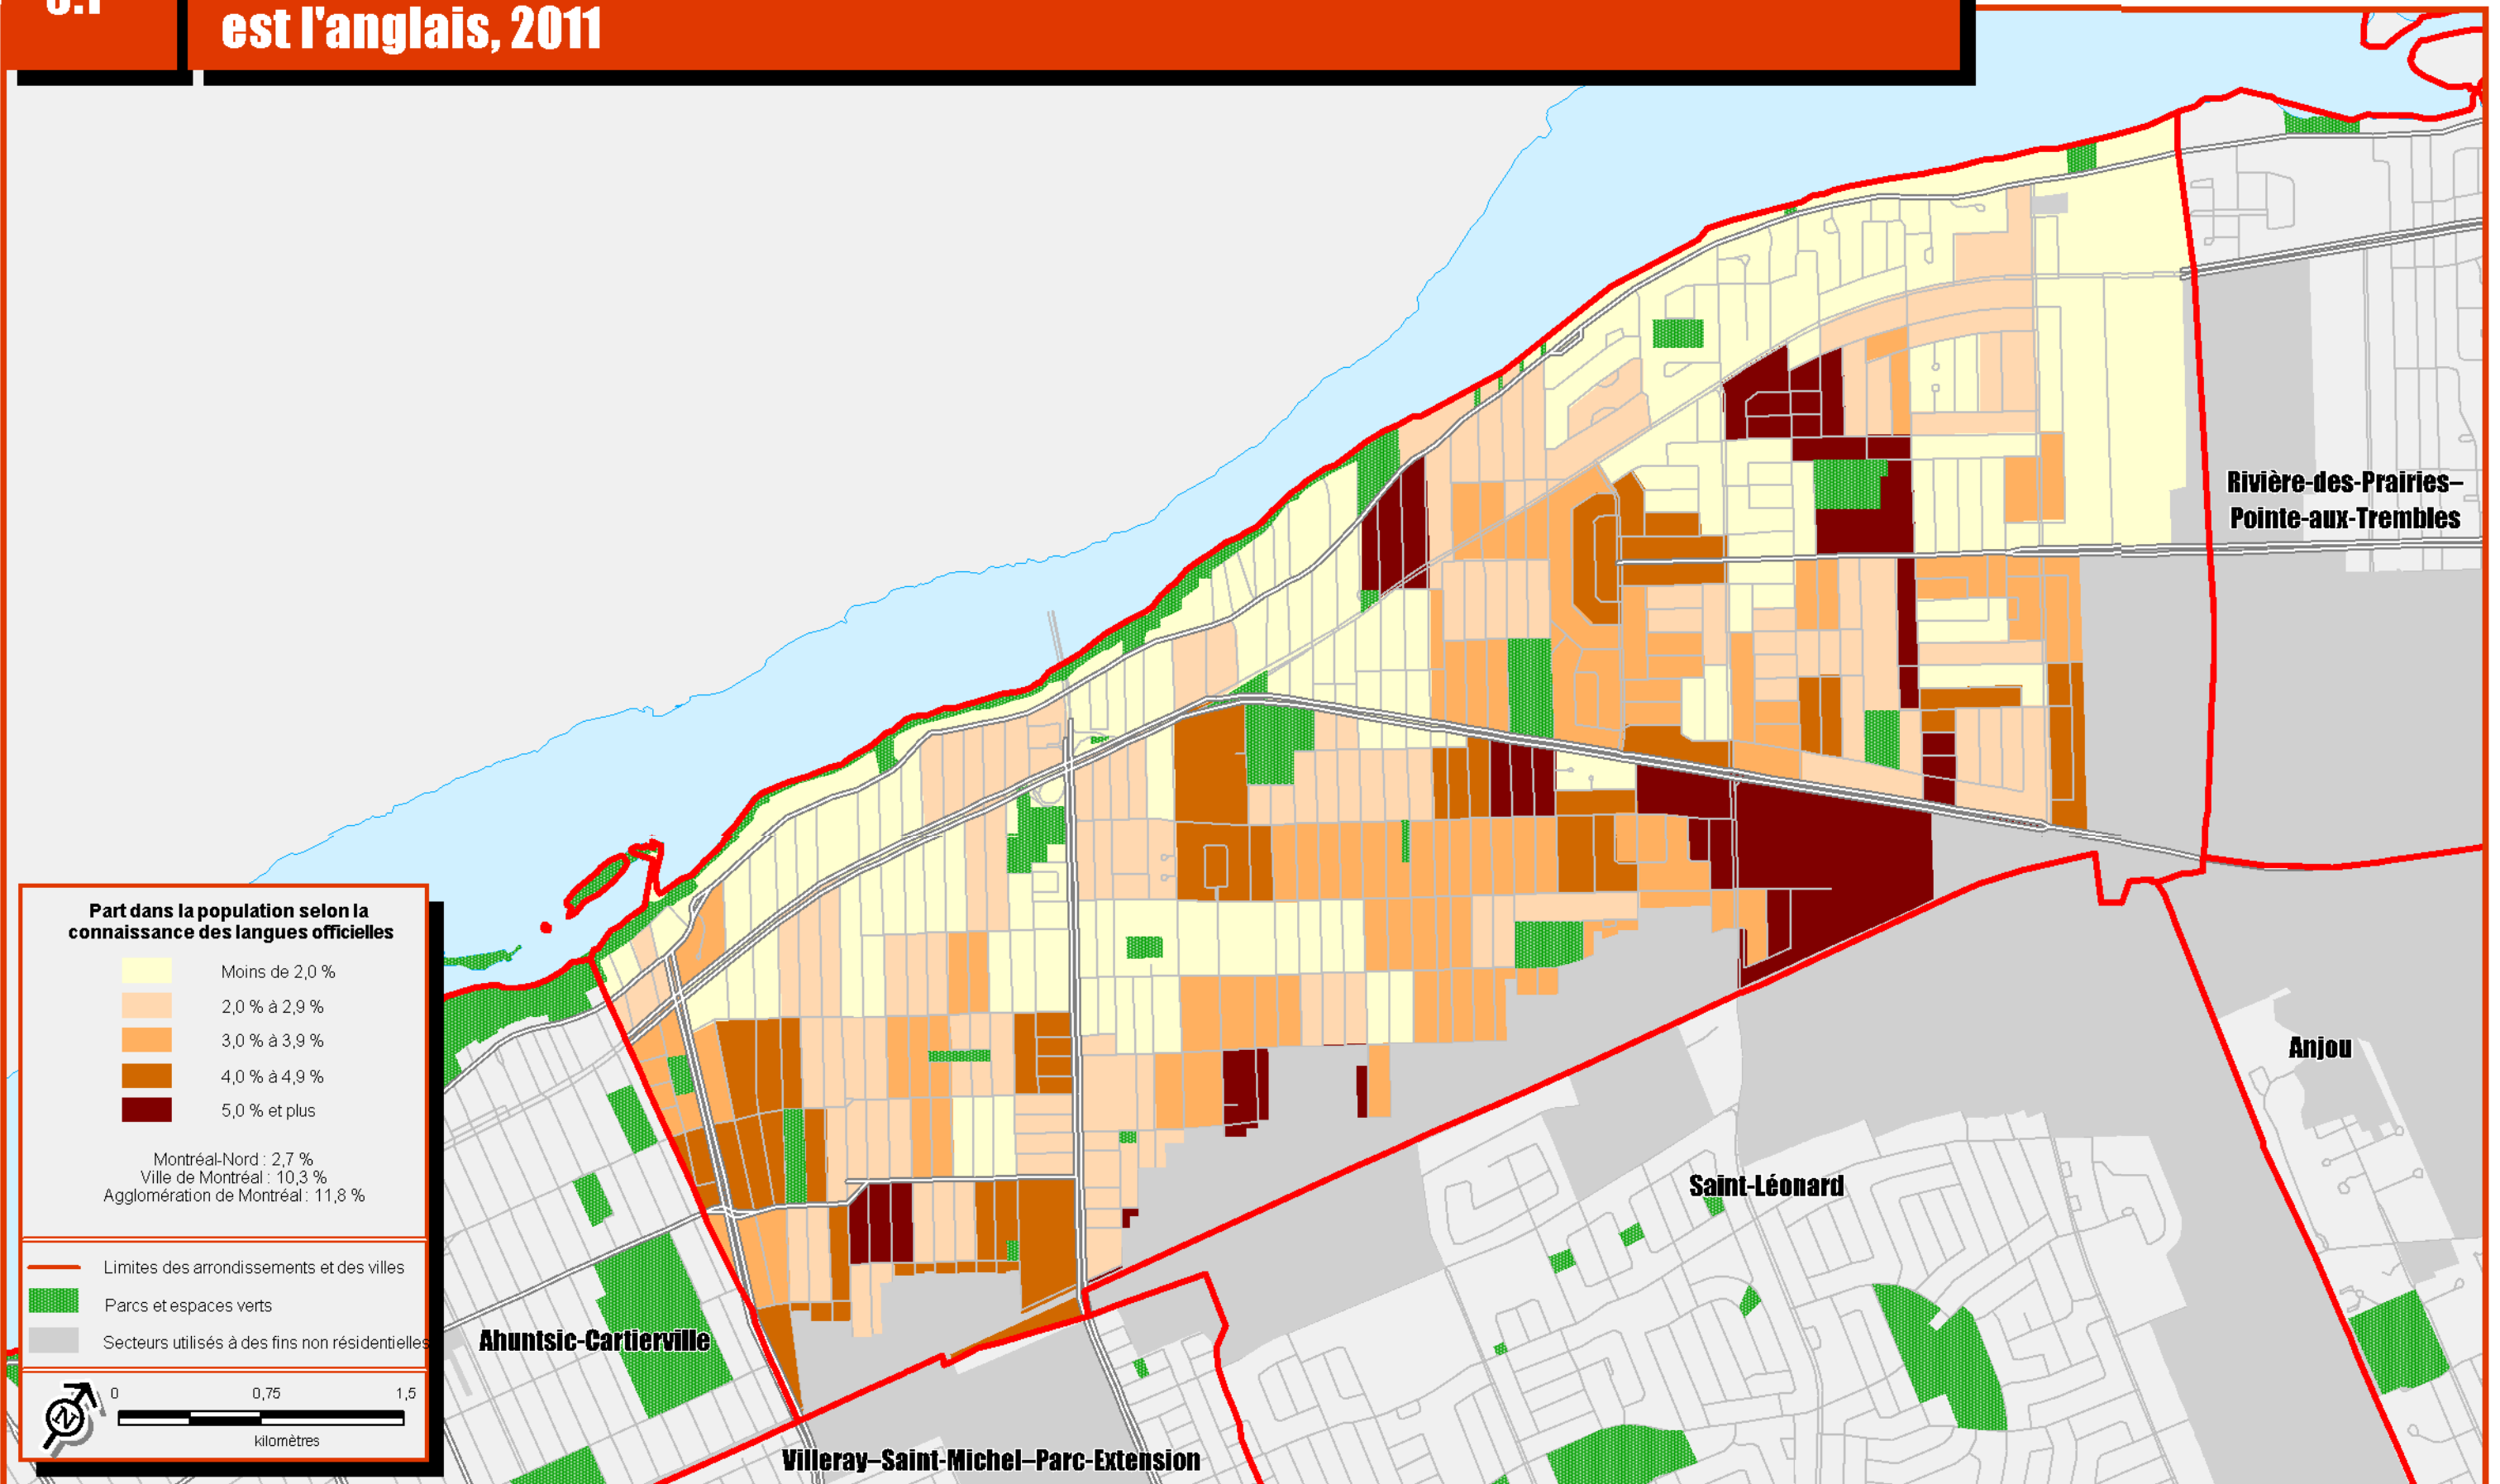 est l'anglais, 2011
Rivière-des-Prairies–
Pointe-aux-Trembles
Part dans la population selon la
connaissance des langues officielles
Moins de 2,0 %
2,0 % à 2,9 %
3,0 % à 3,9 %
4,0 % à 4,9 %
5,0 % et plus
Montréal-Nord : 2,7 %
Ville de Montréal : 10,3 %
Agglomération de Montréal : 11,8 %
Limites des arrondissements et des villes
Parcs et espaces verts
Secteurs utilisés à des fins non résidentielles
0 0,75 1,5
kilomètres
N
Anjou
Saint-Léonard
Ahuntsic-Cartierville
Villeray–Saint-Michel–Parc-Extension